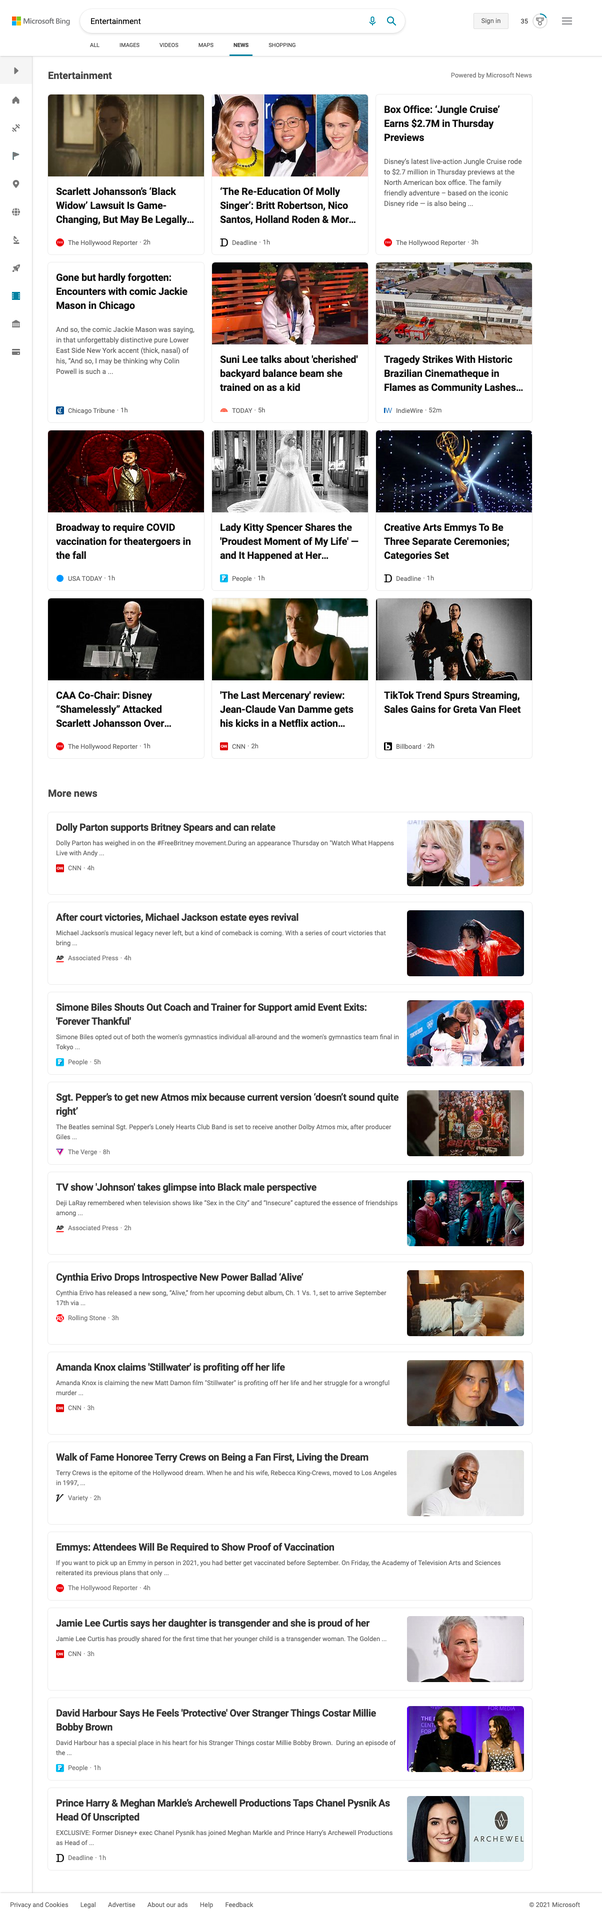 Microsoft Bing
Entertainment
Sign in
35
ALL
IMAGES
VIDEOS
MAPS
NEWS
SHOPPING
Entertainment
Powered by Microsoft News
Scarlett Johansson's 'Black
Widow' Lawsuit Is Game-
Changing, But May Be Legally...
The Hollywood Reporter · 2h
'The Re-Education Of Molly
Singer': Britt Robertson, Nico
Santos, Holland Roden & Mor...
Deadline · 1h
Box Office: 'Jungle Cruise'
Earns $2.7M in Thursday
Previews
Disney's latest live-action Jungle Cruise rode
to $2.7 million in Thursday previews at the
North American box office. The family
friendly adventure – based on the iconic
Disney ride — is also being ...
The Hollywood Reporter · 3h
Gone but hardly forgotten:
Encounters with comic Jackie
Mason in Chicago
And so, the comic Jackie Mason was saying,
in that unforgettably distinctive pure Lower
East Side New York accent (thick, nasal) of
his, "And so, I may be thinking why Colin
Powell is such a ...
Chicago Tribune · 1h
Suni Lee talks about 'cherished'
backyard balance beam she
trained on as a kid
TODAY · 5h
Tragedy Strikes With Historic
Brazilian Cinematheque in
Flames as Community Lashes...
IndieWire · 52m
Broadway to require COVID
vaccination for theatergoers in
the fall
USA TODAY · 1h
Lady Kitty Spencer Shares the
'Proudest Moment of My Life' —
and It Happened at Her...
People · 1h
Creative Arts Emmys To Be
Three Separate Ceremonies;
Categories Set
Deadline · 1h
CAA Co-Chair: Disney
"Shamelessly" Attacked
Scarlett Johansson Over...
The Hollywood Reporter · 1h
'The Last Mercenary' review:
Jean-Claude Van Damme gets
his kicks in a Netflix action...
CNN · 2h
TikTok Trend Spurs Streaming,
Sales Gains for Greta Van Fleet
Billboard · 2h
More news
Dolly Parton supports Britney Spears and can relate
Dolly Parton has weighed in on the #FreeBritney movement.During an appearance Thursday on "Watch What Happens
Live with Andy ...
CNN · 4h
After court victories, Michael Jackson estate eyes revival
Michael Jackson's musical legacy never left, but a kind of comeback is coming. With a series of court victories that
bring ...
AP Associated Press · 4h
Simone Biles Shouts Out Coach and Trainer for Support amid Event Exits:
'Forever Thankful'
Simone Biles opted out of both the women's gymnastics individual all-around and the women's gymnastics team final in
Tokyo ...
People · 5h
Sgt. Pepper's to get new Atmos mix because current version 'doesn't sound quite
right'
The Beatles seminal Sgt. Pepper's Lonely Hearts Club Band is set to receive another Dolby Atmos mix, after producer
Giles ...
The Verge · 8h
TV show 'Johnson' takes glimpse into Black male perspective
Deji LaRay remembered when television shows like "Sex in the City" and "Insecure" captured the essence of friendships
among ...
AP Associated Press · 2h
Cynthia Erivo Drops Introspective New Power Ballad 'Alive'
Cynthia Erivo has released a new song, "Alive," from her upcoming debut album, Ch. 1 Vs. 1, set to arrive September
17th via ...
Rolling Stone · 3h
Amanda Knox claims 'Stillwater' is profiting off her life
Amanda Knox is claiming the new Matt Damon film "Stillwater" is profiting off her life and her struggle for a wrongful
murder ...
CNN · 3h
Walk of Fame Honoree Terry Crews on Being a Fan First, Living the Dream
Terry Crews is the epitome of the Hollywood dream. When he and his wife, Rebecca King-Crews, moved to Los Angeles
in 1997, ...
Variety · 2h
Emmys: Attendees Will Be Required to Show Proof of Vaccination
If you want to pick up an Emmy in person in 2021, you had better get vaccinated before September. On Friday, the Academy of Television Arts and Sciences
reiterated its previous plans that only ...
The Hollywood Reporter · 4h
Jamie Lee Curtis says her daughter is transgender and she is proud of her
Jamie Lee Curtis has proudly shared for the first time that her younger child is a transgender woman. The Golden ...
CNN · 3h
David Harbour Says He Feels 'Protective' Over Stranger Things Costar Millie
Bobby Brown
David Harbour has a special place in his heart for his Stranger Things costar Millie Bobby Brown. During an episode of
the ...
People · 1h
Prince Harry & Meghan Markle's Archewell Productions Taps Chanel Pysnik As
Head Of Unscripted
EXCLUSIVE: Former Disney+ exec Chanel Pysnik has joined Meghan Markle and Prince Harry's Archewell Productions
as Head of ...
Deadline · 1h
ARCHEWEL
Privacy and Cookies
Legal
Advertise
About our ads
Help
Feedback
© 2021 Microsoft